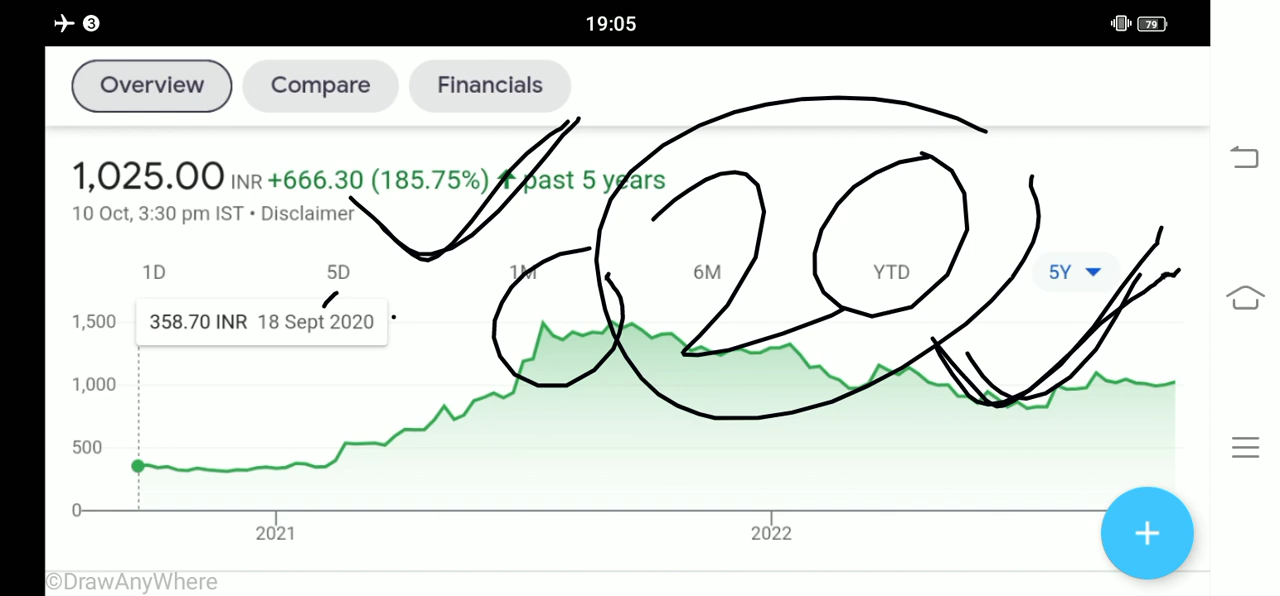 3 19:05 79
Overview Compare Financials
1,025.00 INR +666.30 (185.75%) ↑ past 5 years
10 Oct, 3:30 pm IST • Disclaimer
20
1D 5D 1M 6M YTD 5Y
1,500
358.70 INR 18 Sept 2020
1,000
500
0
2021 2022
+
©DrawAnyWhere